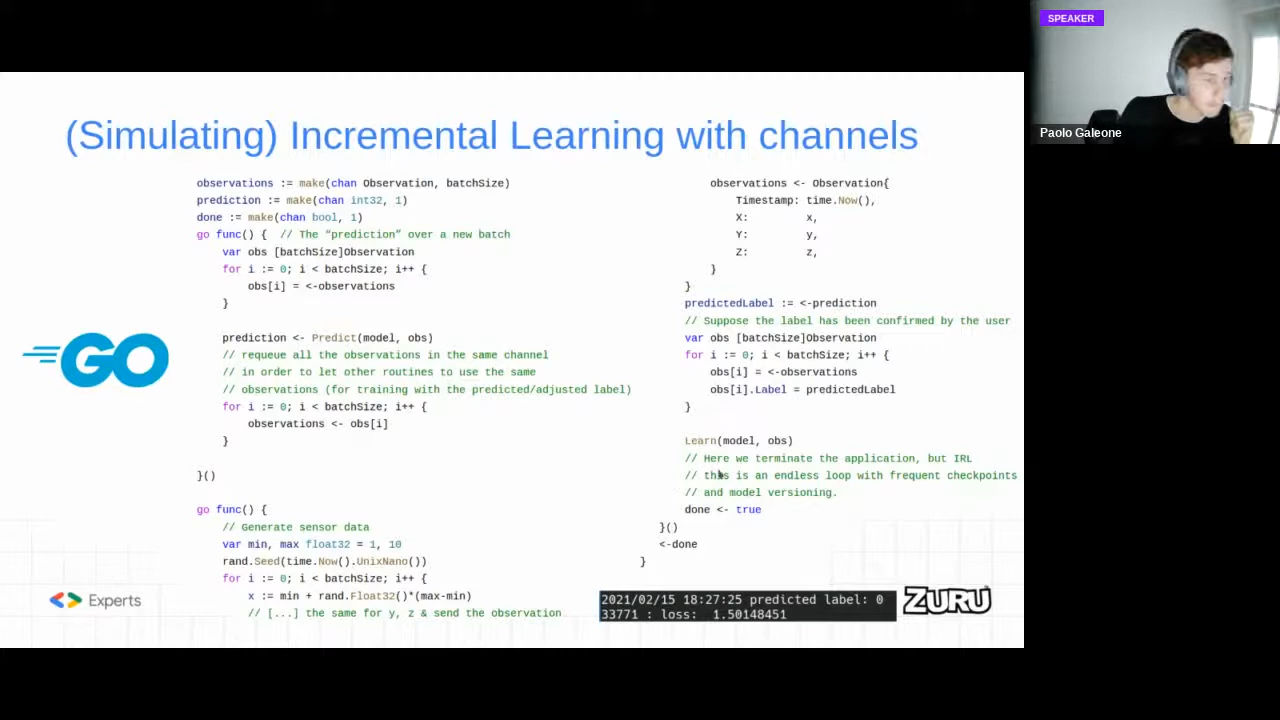 SPEAKER
Paolo Galeone
(Simulating) Incremental Learning with channels
observations := make(chan Observation, batchSize)
prediction := make(chan int32, 1)
done := make(chan bool, 1)
go func() { // The “prediction” over a new batch
var obs [batchSize]Observation
for i := 0; i < batchSize; i++ {
obs[i] = <-observations
}
prediction <- Predict(model, obs)
// requeue all the observations in the same channel
// in order to let other routines to use the same
// observations (for training with the predicted/adjusted label)
for i := 0; i < batchSize; i++ {
observations <- obs[i]
}
}()
go func() {
// Generate sensor data
var min, max float32 = 1, 10
rand.Seed(time.Now().UnixNano())
for i := 0; i < batchSize; i++ {
x := min + rand.Float32()*(max-min)
// [...] the same for y, z & send the observation
observations <- Observation{
Timestamp: time.Now(),
X: x,
Y: y,
Z: z,
}
}
predictedLabel := <-prediction
// Suppose the label has been confirmed by the user
var obs [batchSize]Observation
for i := 0; i < batchSize; i++ {
obs[i] = <-observations
obs[i].Label = predictedLabel
}
Learn(model, obs)
// Here we terminate the application, but IRL
// this is an endless loop with frequent checkpoints
// and model versioning.
done <- true
}()
<-done
}
GO
Experts
2021/02/15 18:27:25 predicted label: 0
33771 : loss: 1.50148451
ZURU